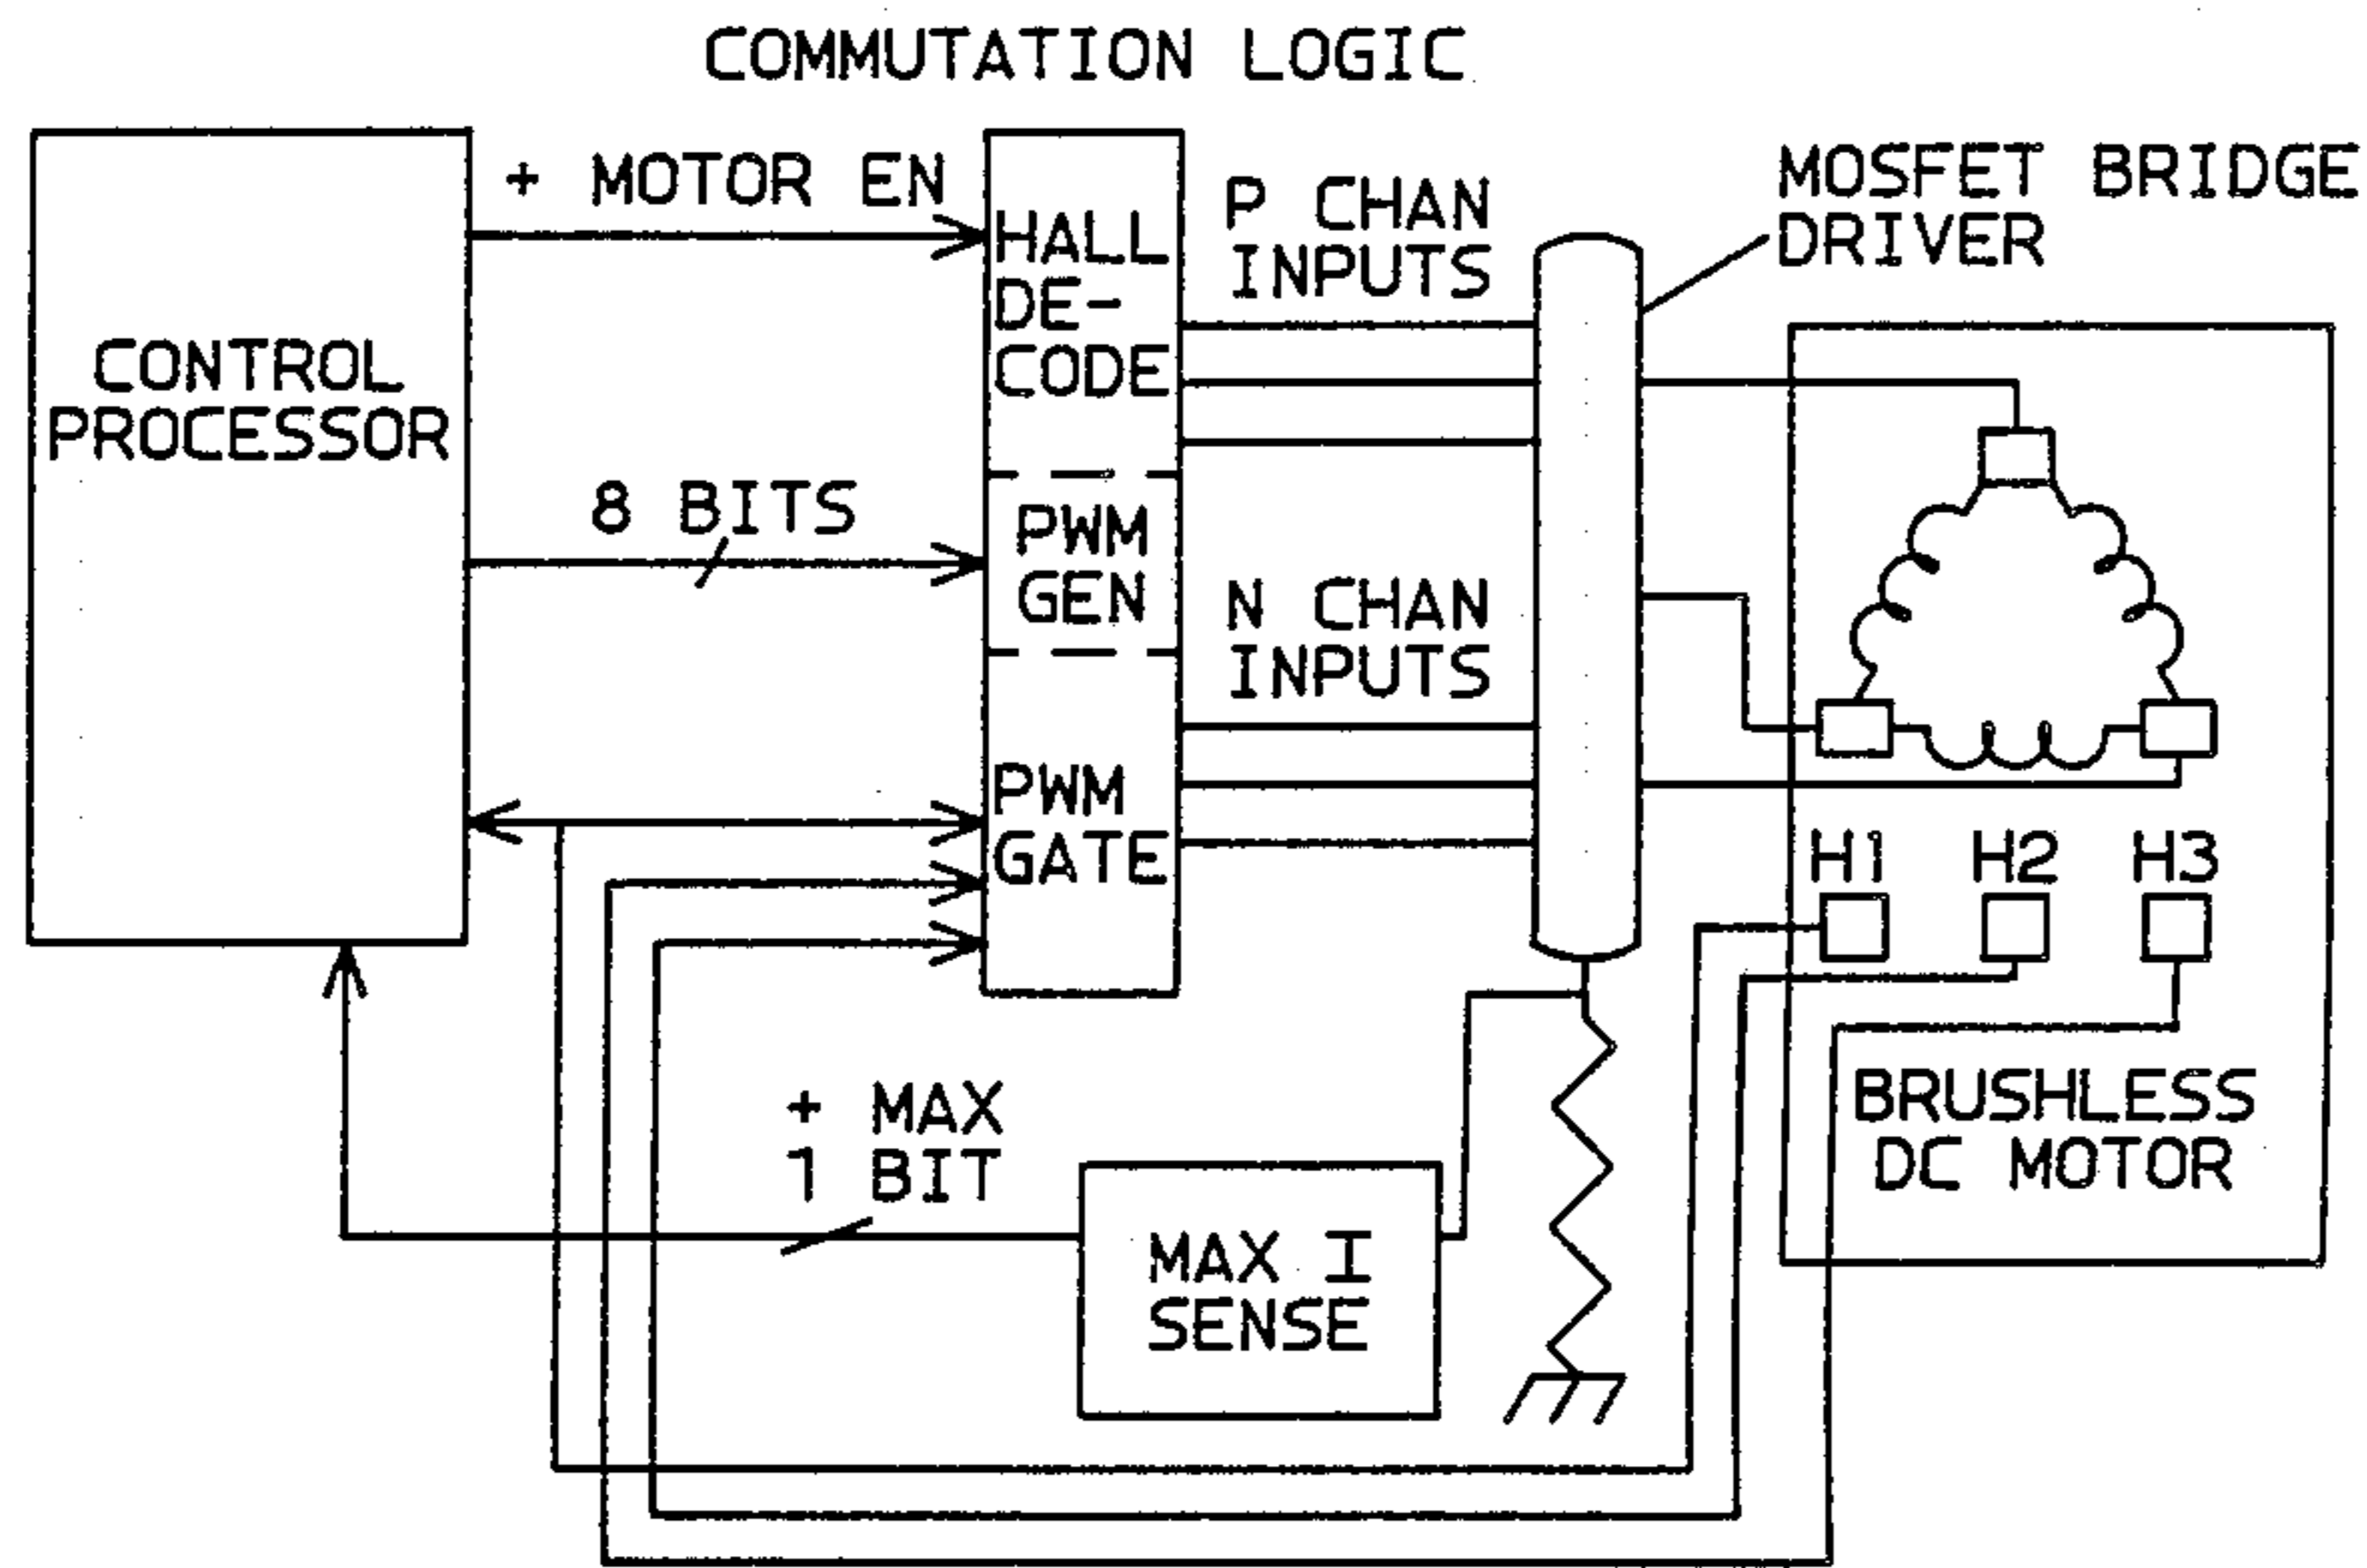 COMMUTATION LOGIC
+ MOTOR EN
CONTROL
PROCESSOR
8 BITS
HALL
DE-
CODE
PWM
GEN
PWM
GATE
P CHAN
INPUTS
N CHAN
INPUTS
MOSFET BRIDGE
DRIVER
H1 H2 H3
BRUSHLESS
DC MOTOR
+ MAX
1 BIT
MAX I
SENSE